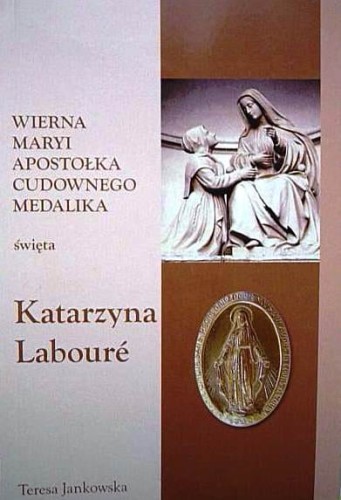 WIERNA
MARYI
APOSTOŁKA
CUDOWNEGO
MEDALIKA
święta
Katarzyna
Labouré
Teresa Jankowska